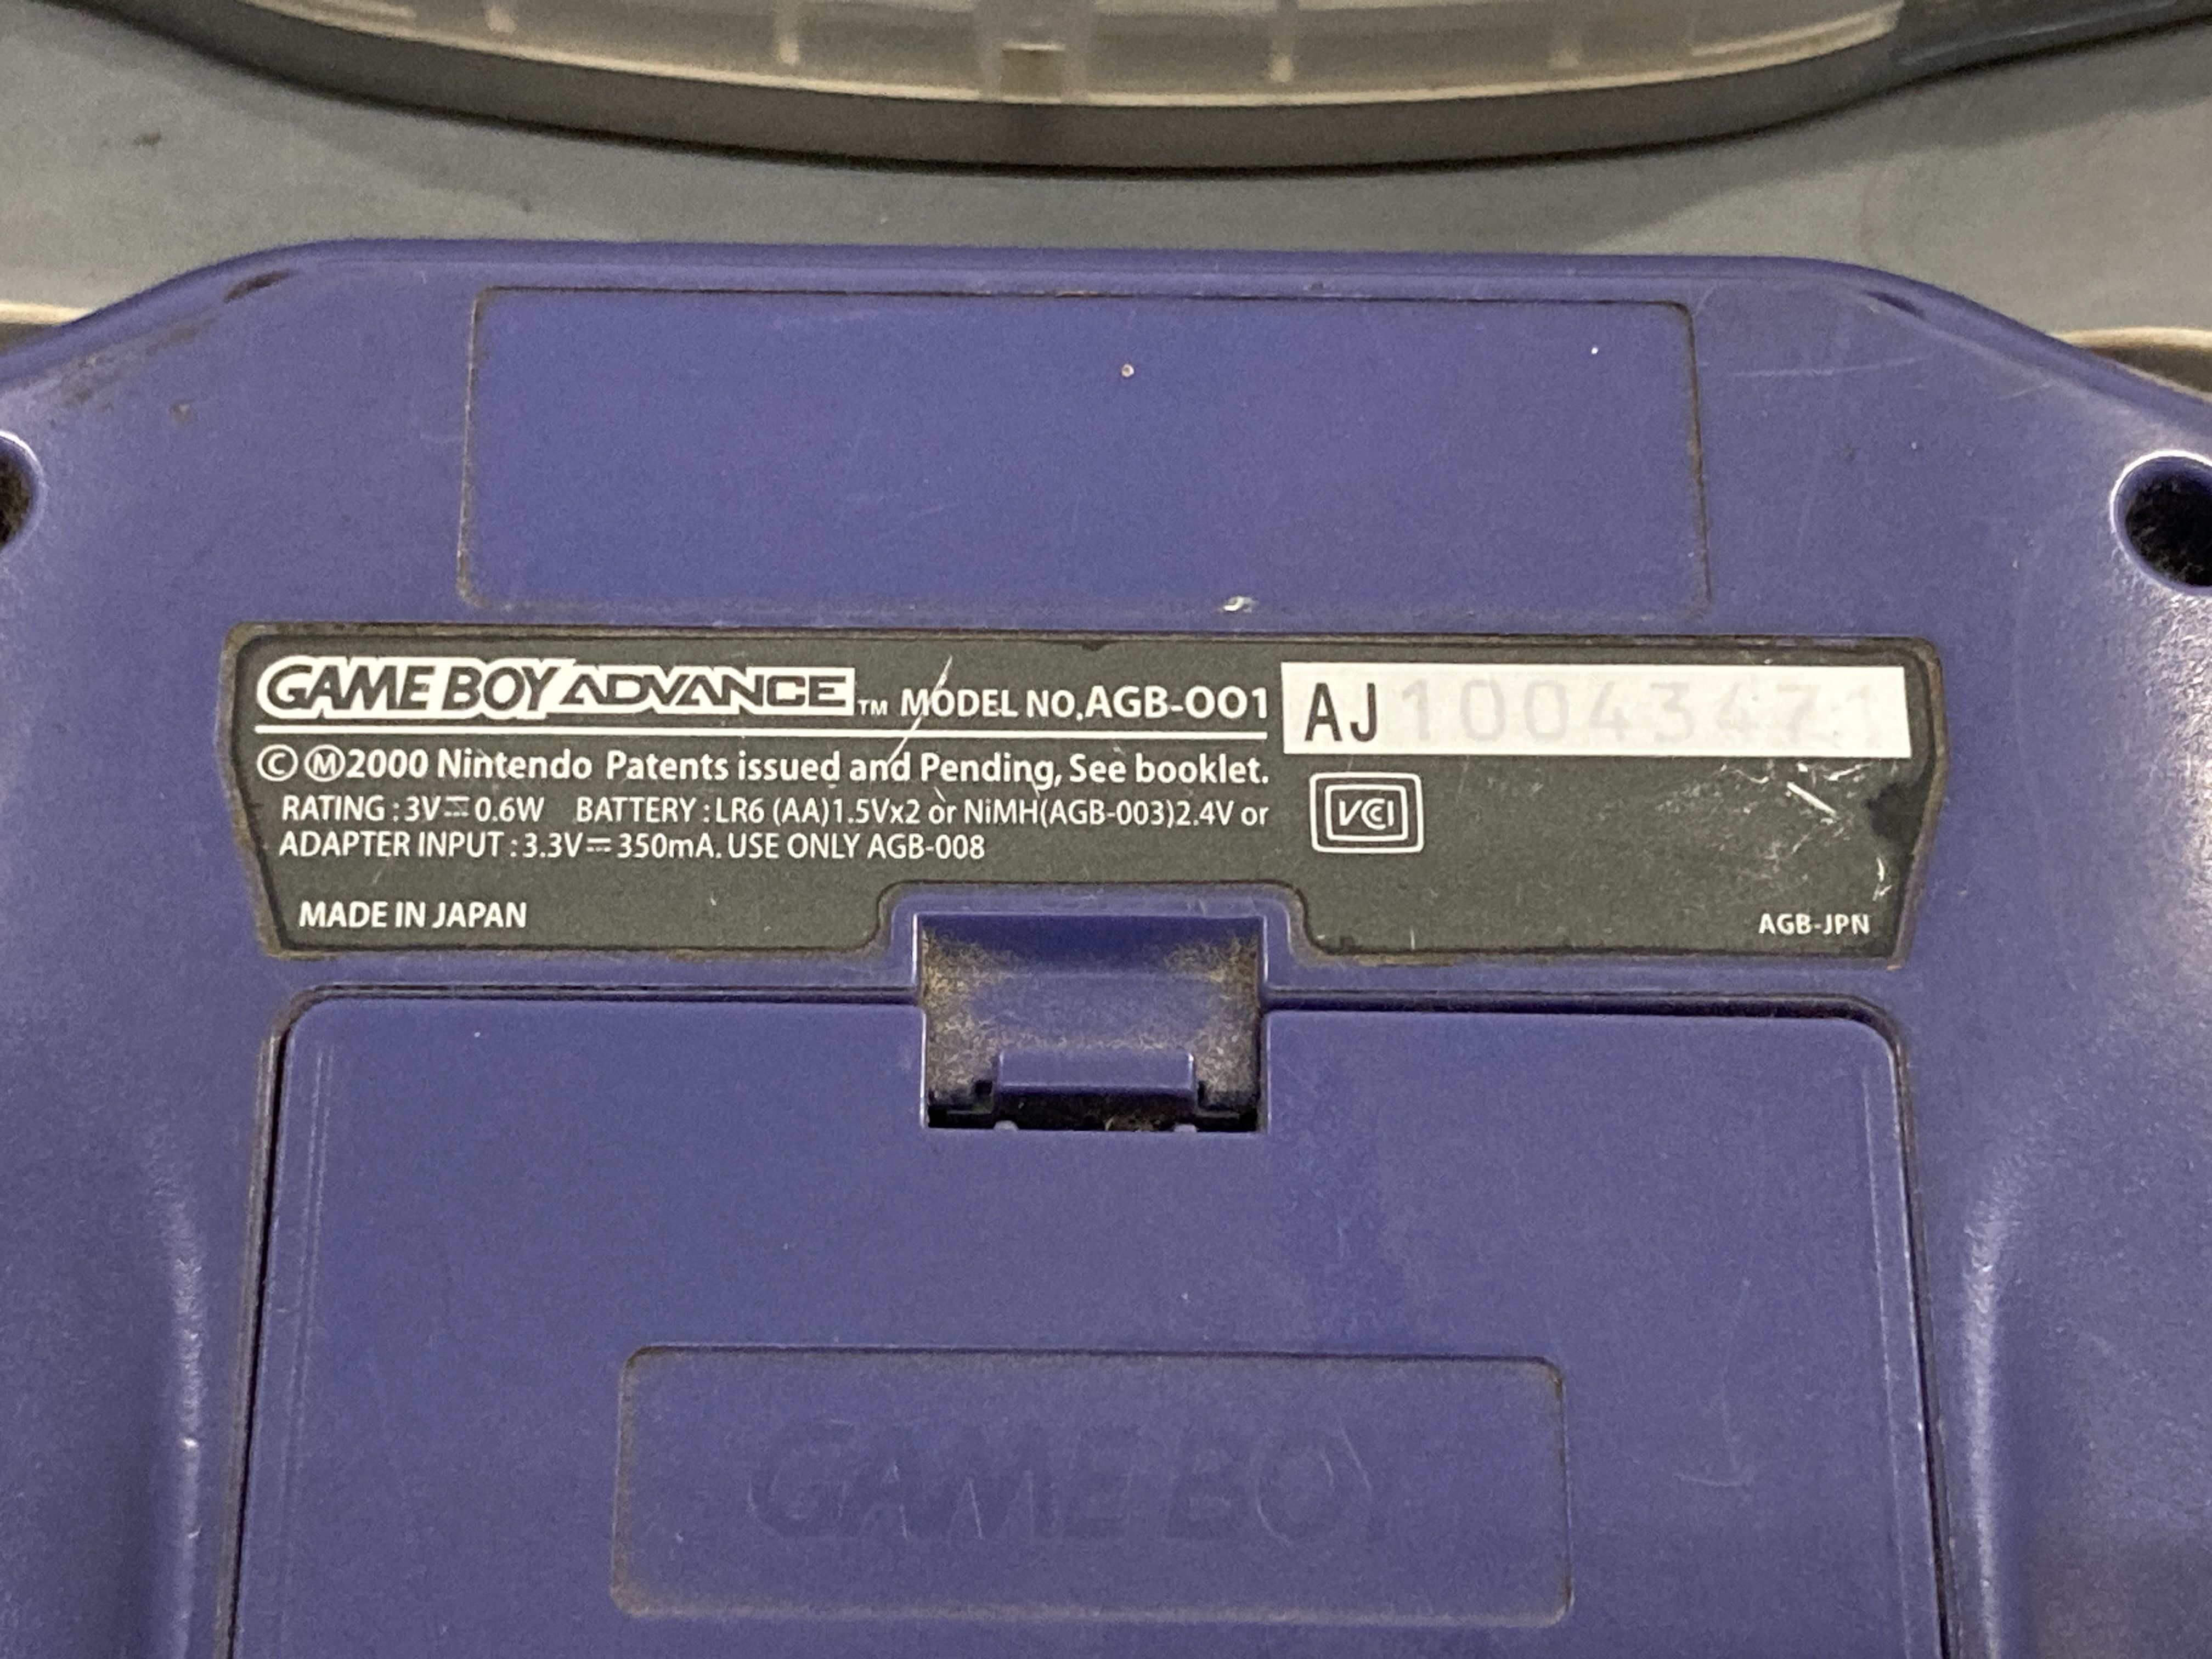 GAME BOY ADVANCE™ MODEL NO. AGB-001
AJ10043471
©Ⓜ2000 Nintendo Patents issued and Pending, See booklet.
RATING : 3V⎓0.6W BATTERY : LR6 (AA)1.5Vx2 or NiMH(AGB-003)2.4V or
ADAPTER INPUT : 3.3V⎓350mA. USE ONLY AGB-008
VCI
MADE IN JAPAN
AGB-JPN
GAME BOY